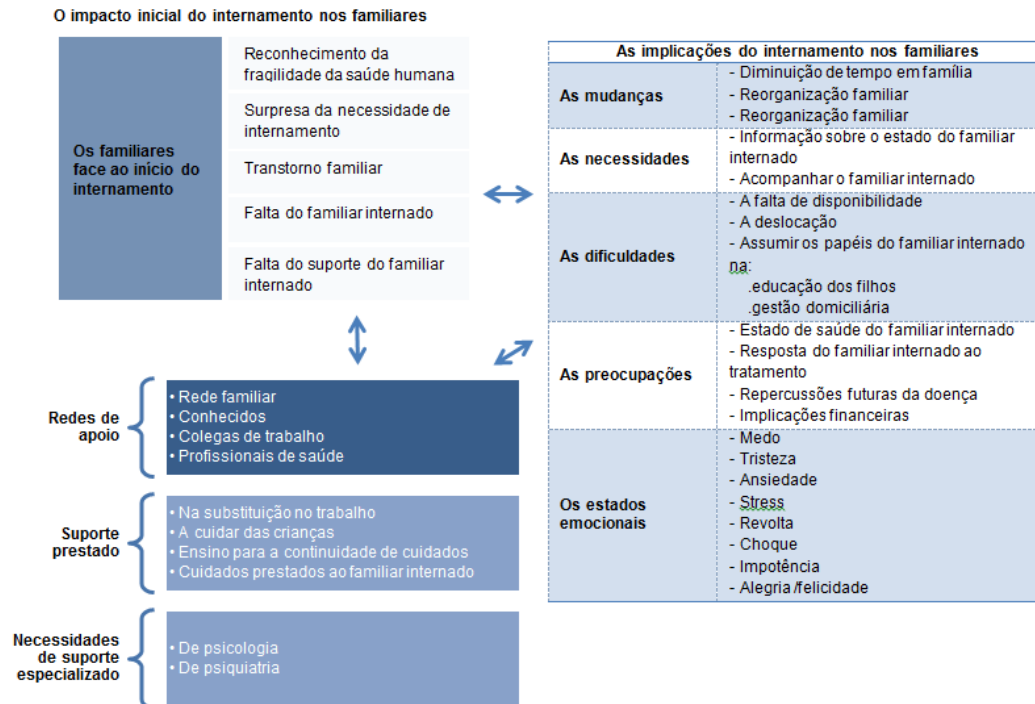 O impacto inicial do internamento nos familiares
Os familiares
face ao início do
internamento
Reconhecimento da
fragilidade da saúde humana
Surpresa da necessidade de
internamento
Transtorno familiar
Falta do familiar internado
Falta do suporte do familiar
internado
As implicações do internamento nos familiares
As mudanças
- Diminuição de tempo em família
- Reorganização familiar
- Reorganização familiar
As necessidades
- Informação sobre o estado do familiar
internado
- Acompanhar o familiar internado
As dificuldades
- A falta de disponibilidade
- A deslocação
- Assumir os papéis do familiar internado
na:
.educação dos filhos
.gestão domiciliária
As preocupações
- Estado de saúde do familiar internado
- Resposta do familiar internado ao
tratamento
- Repercussões futuras da doença
- Implicações financeiras
Os estados
emocionais
- Medo
- Tristeza
- Ansiedade
- Stress
- Revolta
- Choque
- Impotência
- Alegria /felicidade
Redes de
apoio
• Rede familiar
• Conhecidos
• Colegas de trabalho
• Profissionais de saúde
Suporte
prestado
• Na substituição no trabalho
• A cuidar das crianças
• Ensino para a continuidade de cuidados
• Cuidados prestados ao familiar internado
Necessidades
de suporte
especializado
• De psicologia
• De psiquiatria